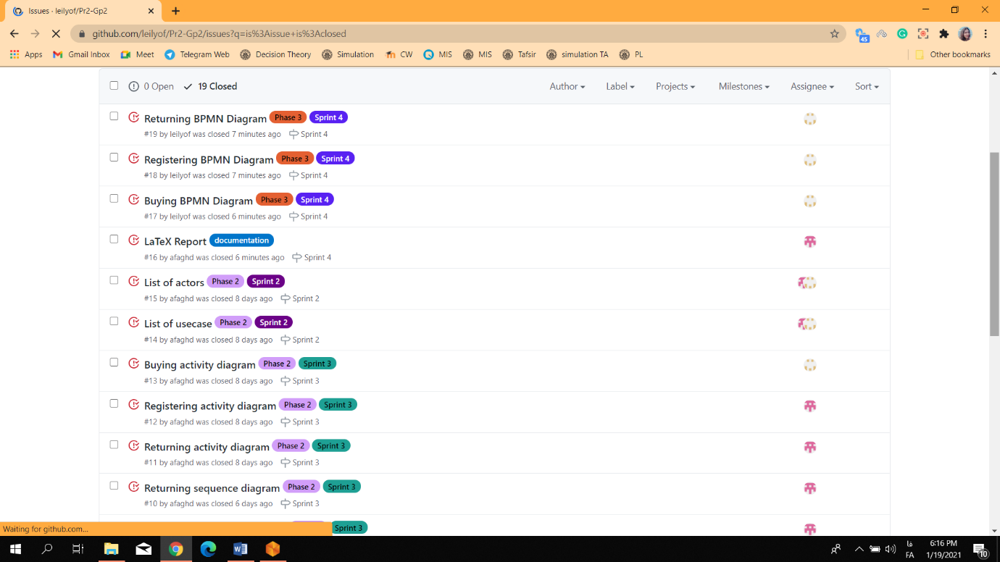 Issues · leilyof/Pr2-Gp2
github.com/leilyof/Pr2-Gp2/issues?q=is%3Aissue+is%3Aclosed
45
Apps Gmail Inbox Meet Telegram Web Decision Theory Simulation CW MIS MIS Tafsir simulation TA PL Other bookmarks
0 Open 19 Closed Author Label Projects Milestones Assignee Sort
Returning BPMN Diagram Phase 3 Sprint 4
#19 by leilyof was closed 7 minutes ago Sprint 4
Registering BPMN Diagram Phase 3 Sprint 4
#18 by leilyof was closed 7 minutes ago Sprint 4
Buying BPMN Diagram Phase 3 Sprint 4
#17 by leilyof was closed 6 minutes ago Sprint 4
LaTeX Report documentation
#16 by afaghd was closed 6 minutes ago Sprint 4
List of actors Phase 2 Sprint 2
#15 by afaghd was closed 8 days ago Sprint 2
List of usecase Phase 2 Sprint 2
#14 by afaghd was closed 8 days ago Sprint 2
Buying activity diagram Phase 2 Sprint 3
#13 by afaghd was closed 8 days ago Sprint 3
Registering activity diagram Phase 2 Sprint 3
#12 by afaghd was closed 8 days ago Sprint 3
Returning activity diagram Phase 2 Sprint 3
#11 by afaghd was closed 8 days ago Sprint 3
Returning sequence diagram Phase 2 Sprint 3
#10 by afaghd was closed 6 days ago Sprint 3
Sprint 3
Waiting for github.com...
فا
FA
6:16 PM
1/19/2021
10